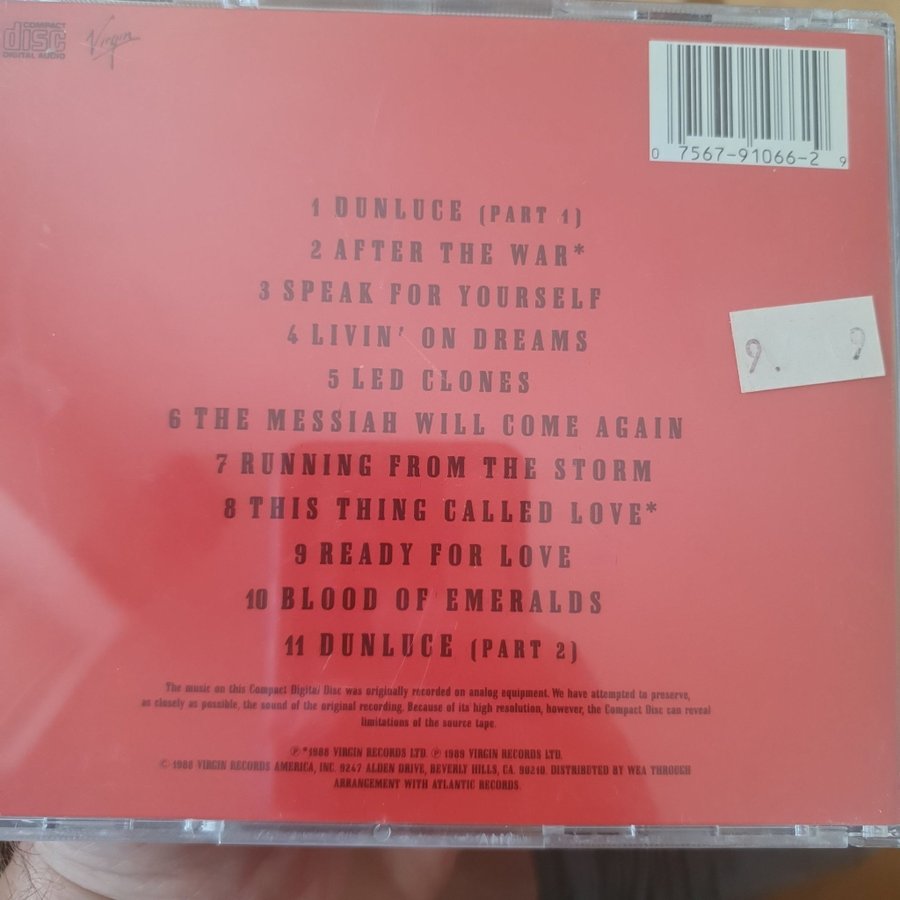 COMPACT
disc
DIGITAL AUDIO
Virgin
0 7567-91066-2 9
1 DUNLUCE (PART 1)
2 AFTER THE WAR*
3 SPEAK FOR YOURSELF
4 LIVIN' ON DREAMS
9. 9
5 LED CLONES
6 THE MESSIAH WILL COME AGAIN
7 RUNNING FROM THE STORM
8 THIS THING CALLED LOVE*
9 READY FOR LOVE
10 BLOOD OF EMERALDS
11 DUNLUCE (PART 2)
The music on this Compact Digital Disc was originally recorded on analog equipment. We have attempted to preserve,
as closely as possible, the sound of the original recording. Because of its high resolution, however, the Compact Disc can reveal
limitations of the source tape.
℗ *1988 VIRGIN RECORDS LTD. ℗ 1989 VIRGIN RECORDS LTD.
© 1988 VIRGIN RECORDS AMERICA, INC. 9247 ALDEN DRIVE, BEVERLY HILLS, CA. 90210. DISTRIBUTED BY WEA THROUGH
ARRANGEMENT WITH ATLANTIC RECORDS.